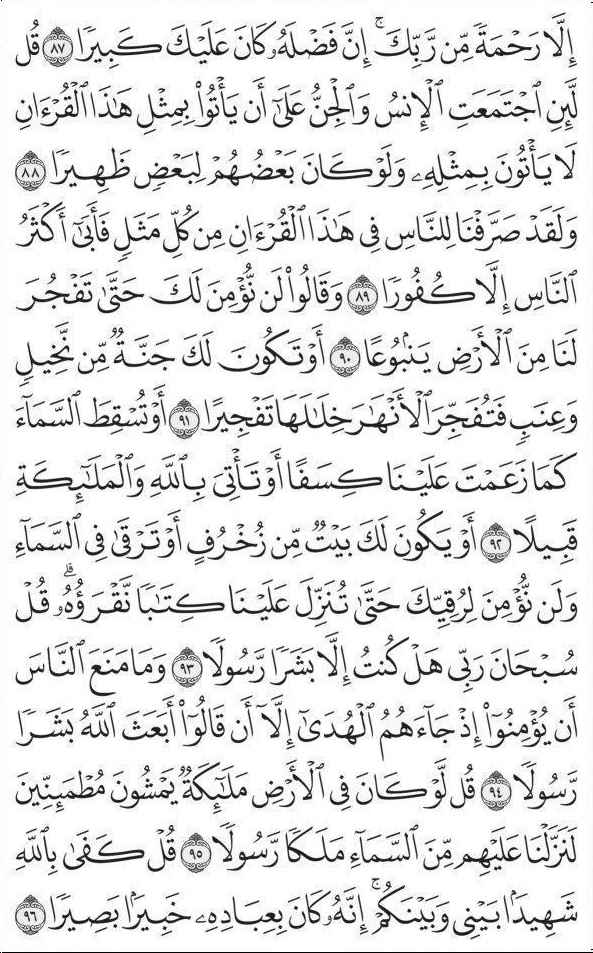 إِلَّا رَحْمَةً مِّن رَّبِّكَ ۚ إِنَّ فَضْلَهُۥ كَانَ عَلَيْكَ كَبِيرًا ٨٧ قُل
لَّئِنِ ٱجْتَمَعَتِ ٱلْإِنسُ وَٱلْجِنُّ عَلَىٰٓ أَن يَأْتُوا۟ بِمِثْلِ هَـٰذَا ٱلْقُرْءَانِ
لَا يَأْتُونَ بِمِثْلِهِۦ وَلَوْ كَانَ بَعْضُهُمْ لِبَعْضٍ ظَهِيرًا ٨٨
وَلَقَدْ صَرَّفْنَا لِلنَّاسِ فِى هَـٰذَا ٱلْقُرْءَانِ مِن كُلِّ مَثَلٍ فَأَبَىٰٓ أَكْثَرُ
ٱلنَّاسِ إِلَّا كُفُورًا ٨٩ وَقَالُوا۟ لَن نُّؤْمِنَ لَكَ حَتَّىٰ تَفْجُرَ
لَنَا مِنَ ٱلْأَرْضِ يَنۢبُوعًا ٩٠ أَوْ تَكُونَ لَكَ جَنَّةٌ مِّن نَّخِيلٍ
وَعِنَبٍ فَتُفَجِّرَ ٱلْأَنْهَـٰرَ خِلَـٰلَهَا تَفْجِيرًا ٩١ أَوْ تُسْقِطَ ٱلسَّمَآءَ
كَمَا زَعَمْتَ عَلَيْنَا كِسَفًا أَوْ تَأْتِىَ بِٱللَّهِ وَٱلْمَلَـٰٓئِكَةِ
قَبِيلًا ٩٢ أَوْ يَكُونَ لَكَ بَيْتٌ مِّن زُخْرُفٍ أَوْ تَرْقَىٰ فِى ٱلسَّمَآءِ
وَلَن نُّؤْمِنَ لِرُقِيِّكَ حَتَّىٰ تُنَزِّلَ عَلَيْنَا كِتَـٰبًا نَّقْرَؤُهُۥ ۗ قُلْ
سُبْحَانَ رَبِّى هَلْ كُنتُ إِلَّا بَشَرًا رَّسُولًا ٩٣ وَمَا مَنَعَ ٱلنَّاسَ
أَن يُؤْمِنُوٓا۟ إِذْ جَآءَهُمُ ٱلْهُدَىٰٓ إِلَّآ أَن قَالُوٓا۟ أَبَعَثَ ٱللَّهُ بَشَرًا
رَّسُولًا ٩٤ قُل لَّوْ كَانَ فِى ٱلْأَرْضِ مَلَـٰٓئِكَةٌ يَمْشُونَ مُطْمَئِنِّينَ
لَنَزَّلْنَا عَلَيْهِم مِّنَ ٱلسَّمَآءِ مَلَكًا رَّسُولًا ٩٥ قُلْ كَفَىٰ بِٱللَّهِ
شَهِيدًۢا بَيْنِى وَبَيْنَكُمْ ۚ إِنَّهُۥ كَانَ بِعِبَادِهِۦ خَبِيرًۢا بَصِيرًا ٩٦